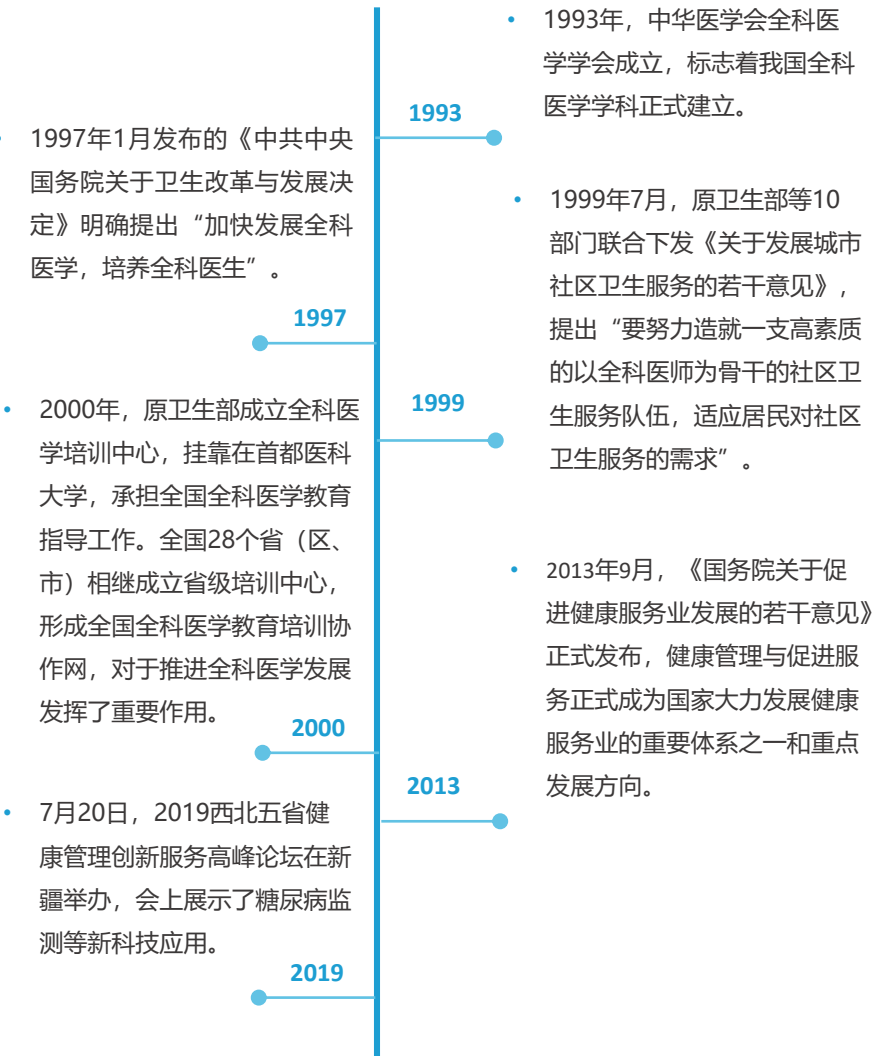 • 1993年，中华医学会全科医
学学会成立，标志着我国全科
医学学科正式建立。
1993
• 1997年1月发布的《中共中央
国务院关于卫生改革与发展决
定》明确提出“加快发展全科
医学，培养全科医生”。
1997
• 1999年7月，原卫生部等10
部门联合下发《关于发展城市
社区卫生服务的若干意见》，
提出“要努力造就一支高素质
的以全科医师为骨干的社区卫
生服务队伍，适应居民对社区
卫生服务的需求”。
1999
• 2000年，原卫生部成立全科医
学培训中心，挂靠在首都医科
大学，承担全国全科医学教育
指导工作。全国28个省（区、
市）相继成立省级培训中心，
形成全国全科医学教育培训协
作网，对于推进全科医学发展
发挥了重要作用。
2000
• 2013年9月，《国务院关于促
进健康服务业发展的若干意见》
正式发布，健康管理与促进服
务正式成为国家大力发展健康
服务业的重要体系之一和重点
发展方向。
2013
• 7月20日，2019西北五省健
康管理创新服务高峰论坛在新
疆举办，会上展示了糖尿病监
测等新科技应用。
2019